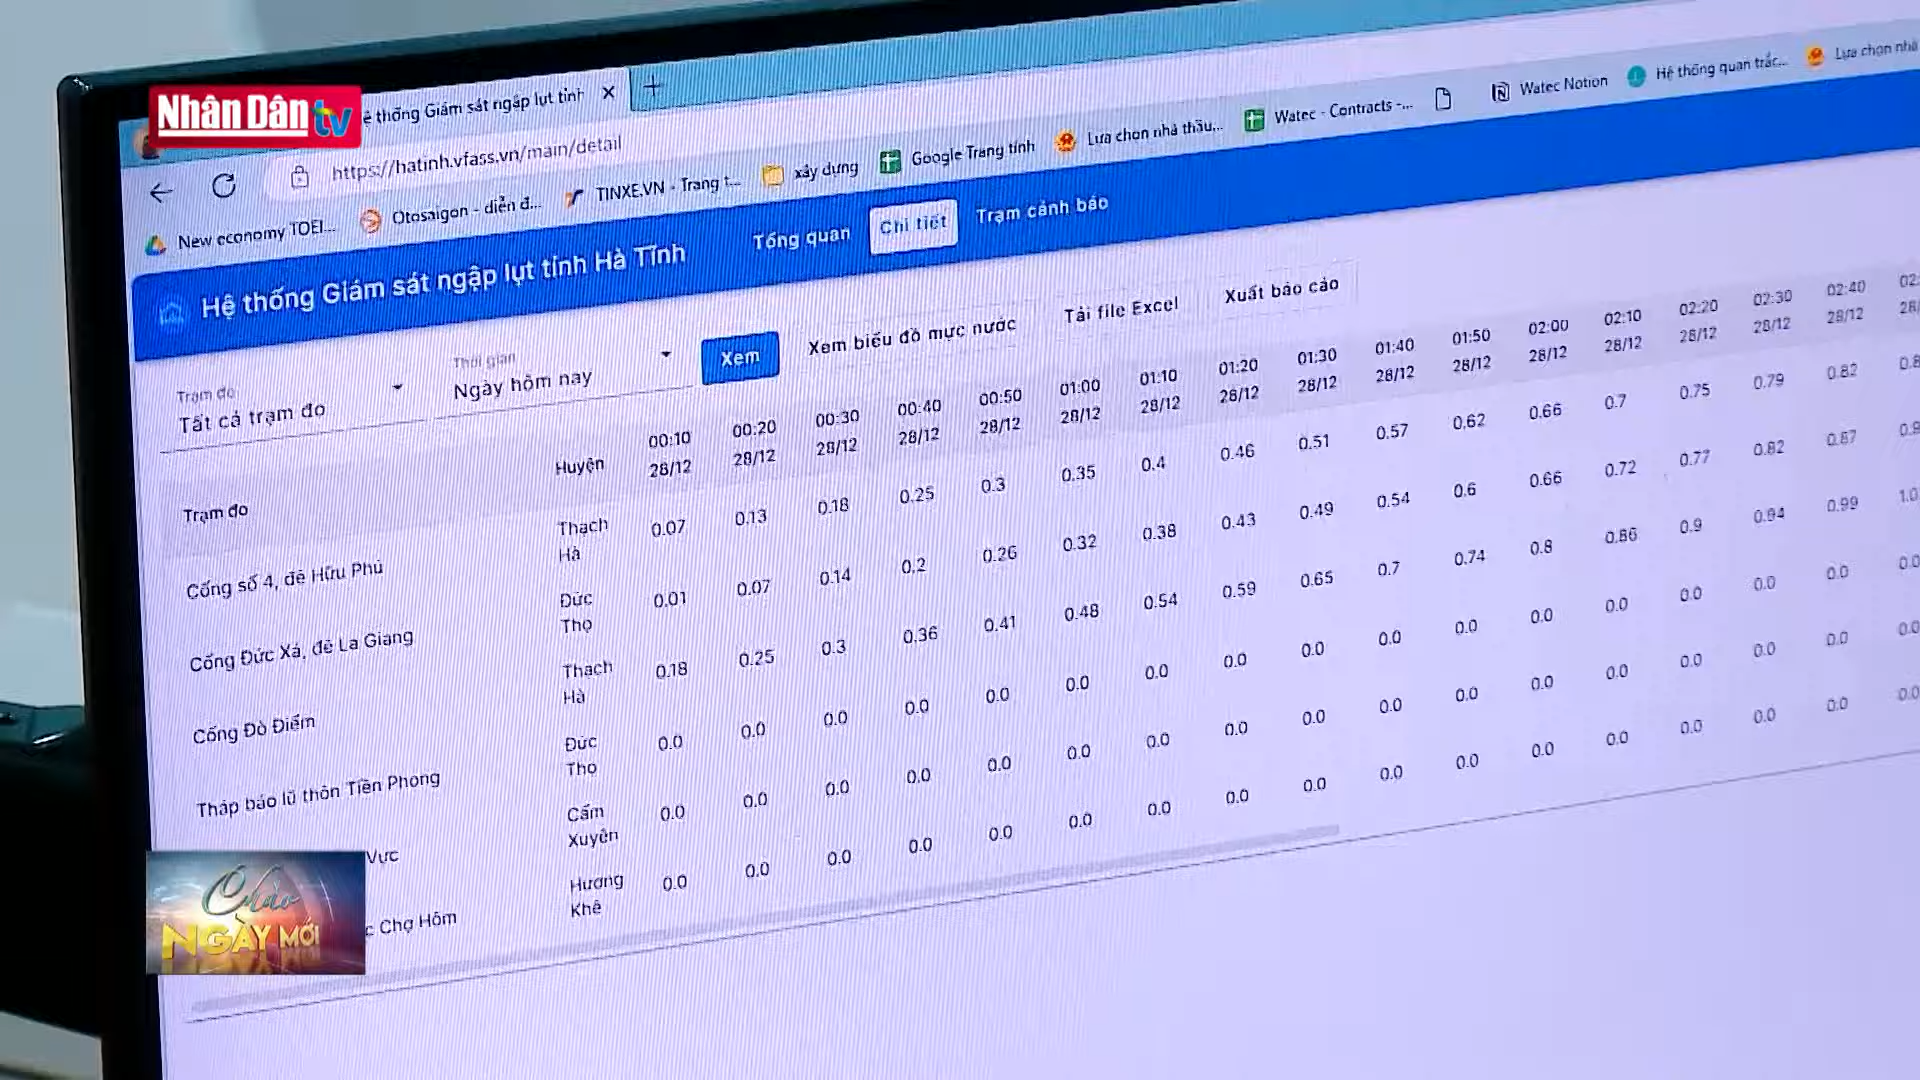 Nhân Dân tv
ệ thống Giám sát ngập lụt tỉnh
https://hatinh.vfass.vn/main/detail
New economy TOEI... Otosaigon - diễn đ... TINXE.VN - Trang t... xây dựng Google Trang tính Lựa chọn nhà thầu... Watec - Contracts -... Watec Notion Hệ thống quan trắc... Lựa chọn nhà
Hệ thống Giám sát ngập lụt tỉnh Hà Tĩnh Tổng quan Chi tiết Trạm cảnh báo
Trạm đo
Tất cả trạm đo
Thời gian
Ngày hôm nay
Xem Xem biểu đồ mực nước Tải file Excel Xuất báo cáo
Trạm đo Huyện 00:10 28/12 00:20 28/12 00:30 28/12 00:40 28/12 00:50 28/12 01:00 28/12 01:10 28/12 01:20 28/12 01:30 28/12 01:40 28/12 01:50 28/12 02:00 28/12 02:10 28/12 02:20 28/12 02:30 28/12 02:40 28/12
Cống số 4, đê Hữu Phủ Thạch Hà 0.07 0.13 0.18 0.25 0.3 0.35 0.4 0.46 0.51 0.57 0.62 0.66 0.7 0.75 0.79 0.82
Cống Đức Xá, đê La Giang Đức Thọ 0.01 0.07 0.14 0.2 0.26 0.32 0.38 0.43 0.49 0.54 0.6 0.66 0.72 0.77 0.82 0.87
Cống Đò Điểm Thạch Hà 0.18 0.25 0.3 0.36 0.41 0.48 0.54 0.59 0.65 0.7 0.74 0.8 0.86 0.9 0.94 0.99
Tháp báo lũ thôn Tiền Phong Đức Thọ 0.0 0.0 0.0 0.0 0.0 0.0 0.0 0.0 0.0 0.0 0.0 0.0 0.0 0.0 0.0 0.0 0.0
Vực Cẩm Xuyên 0.0 0.0 0.0 0.0 0.0 0.0 0.0 0.0 0.0 0.0 0.0 0.0 0.0 0.0 0.0 0.0 0.0
Chợ Hôm Hương Khê 0.0 0.0 0.0 0.0 0.0 0.0 0.0 0.0 0.0 0.0 0.0 0.0 0.0 0.0 0.0 0.0 0.0
Chào
NGÀY MỚI